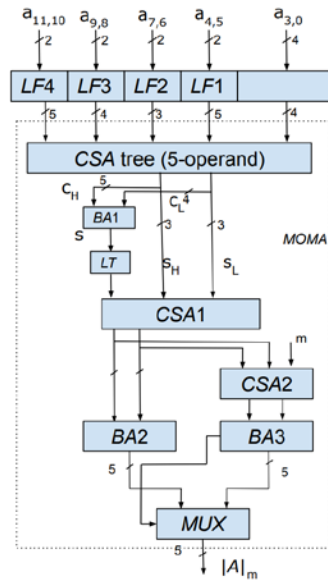 a11,10 a9,8 a7,6 a4,5 a3,0
2 2 2 2 4
LF4 LF3 LF2 LF1
5 4 3 5 4
CSA tree (5-operand)
cH 5 cL 4
BA1
s 3 3
MOMA
LT sH sL
CSA1
m
CSA2
BA2 BA3
5 5
MUX
5
|A|m